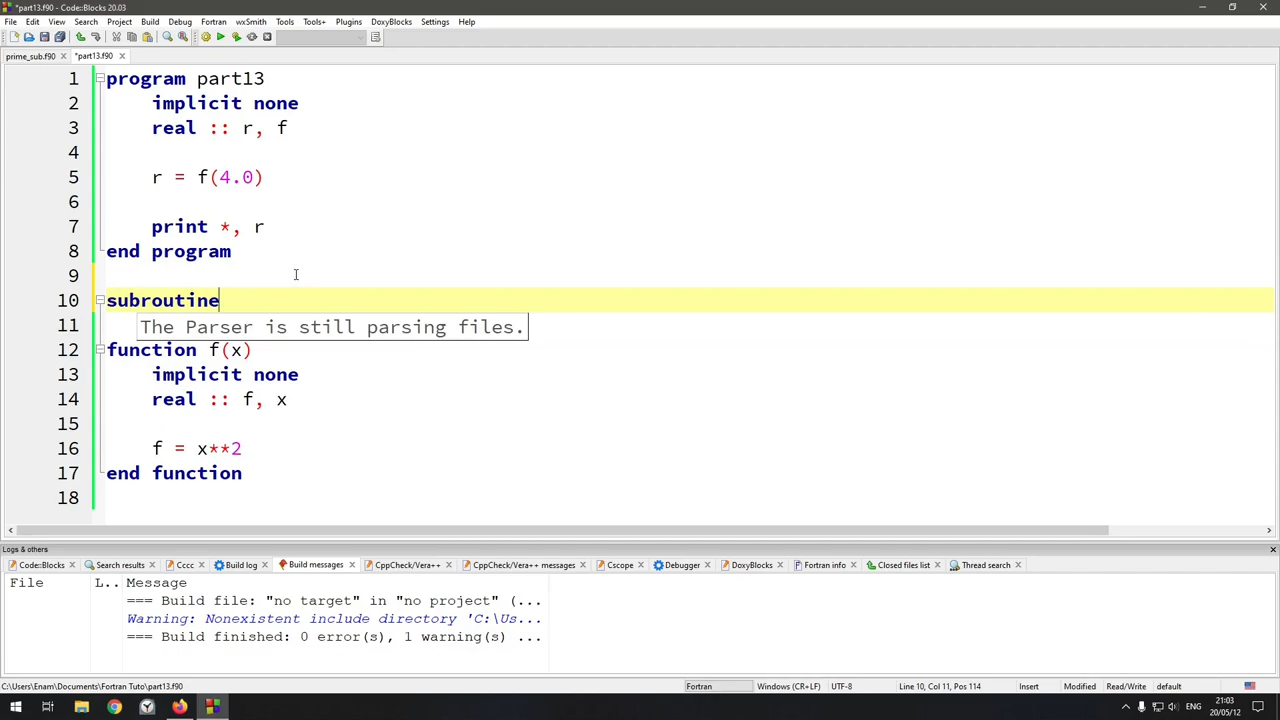 *part13.f90 - Code::Blocks 20.03
File Edit View Search Project Build Debug Fortran wxSmith Tools Tools+ Plugins DoxyBlocks Settings Help
prime_sub.f90 *part13.f90
1 program part13
2 implicit none
3 real :: r, f
4
5 r = f(4.0)
6
7 print *, r
8 end program
9
10 subroutine
11 The Parser is still parsing files.
12 function f(x)
13 implicit none
14 real :: f, x
15
16 f = x**2
17 end function
18
Logs & others
Code::Blocks Search results Cccc Build log Build messages CppCheck/Vera++ CppCheck/Vera++ messages Cscope Debugger DoxyBlocks Fortran info Closed files list Thread search
File L.. Message
=== Build file: "no target" in "no project" (...
Warning: Nonexistent include directory 'C:\Us...
=== Build finished: 0 error(s), 1 warning(s) ...
C:\Users\Enam\Documents\Fortran Tuto\part13.f90 Fortran Windows (CR+LF) UTF-8 Line 10, Col 11, Pos 114 Insert Modified Read/Write default
ENG
21:03
20/05/12